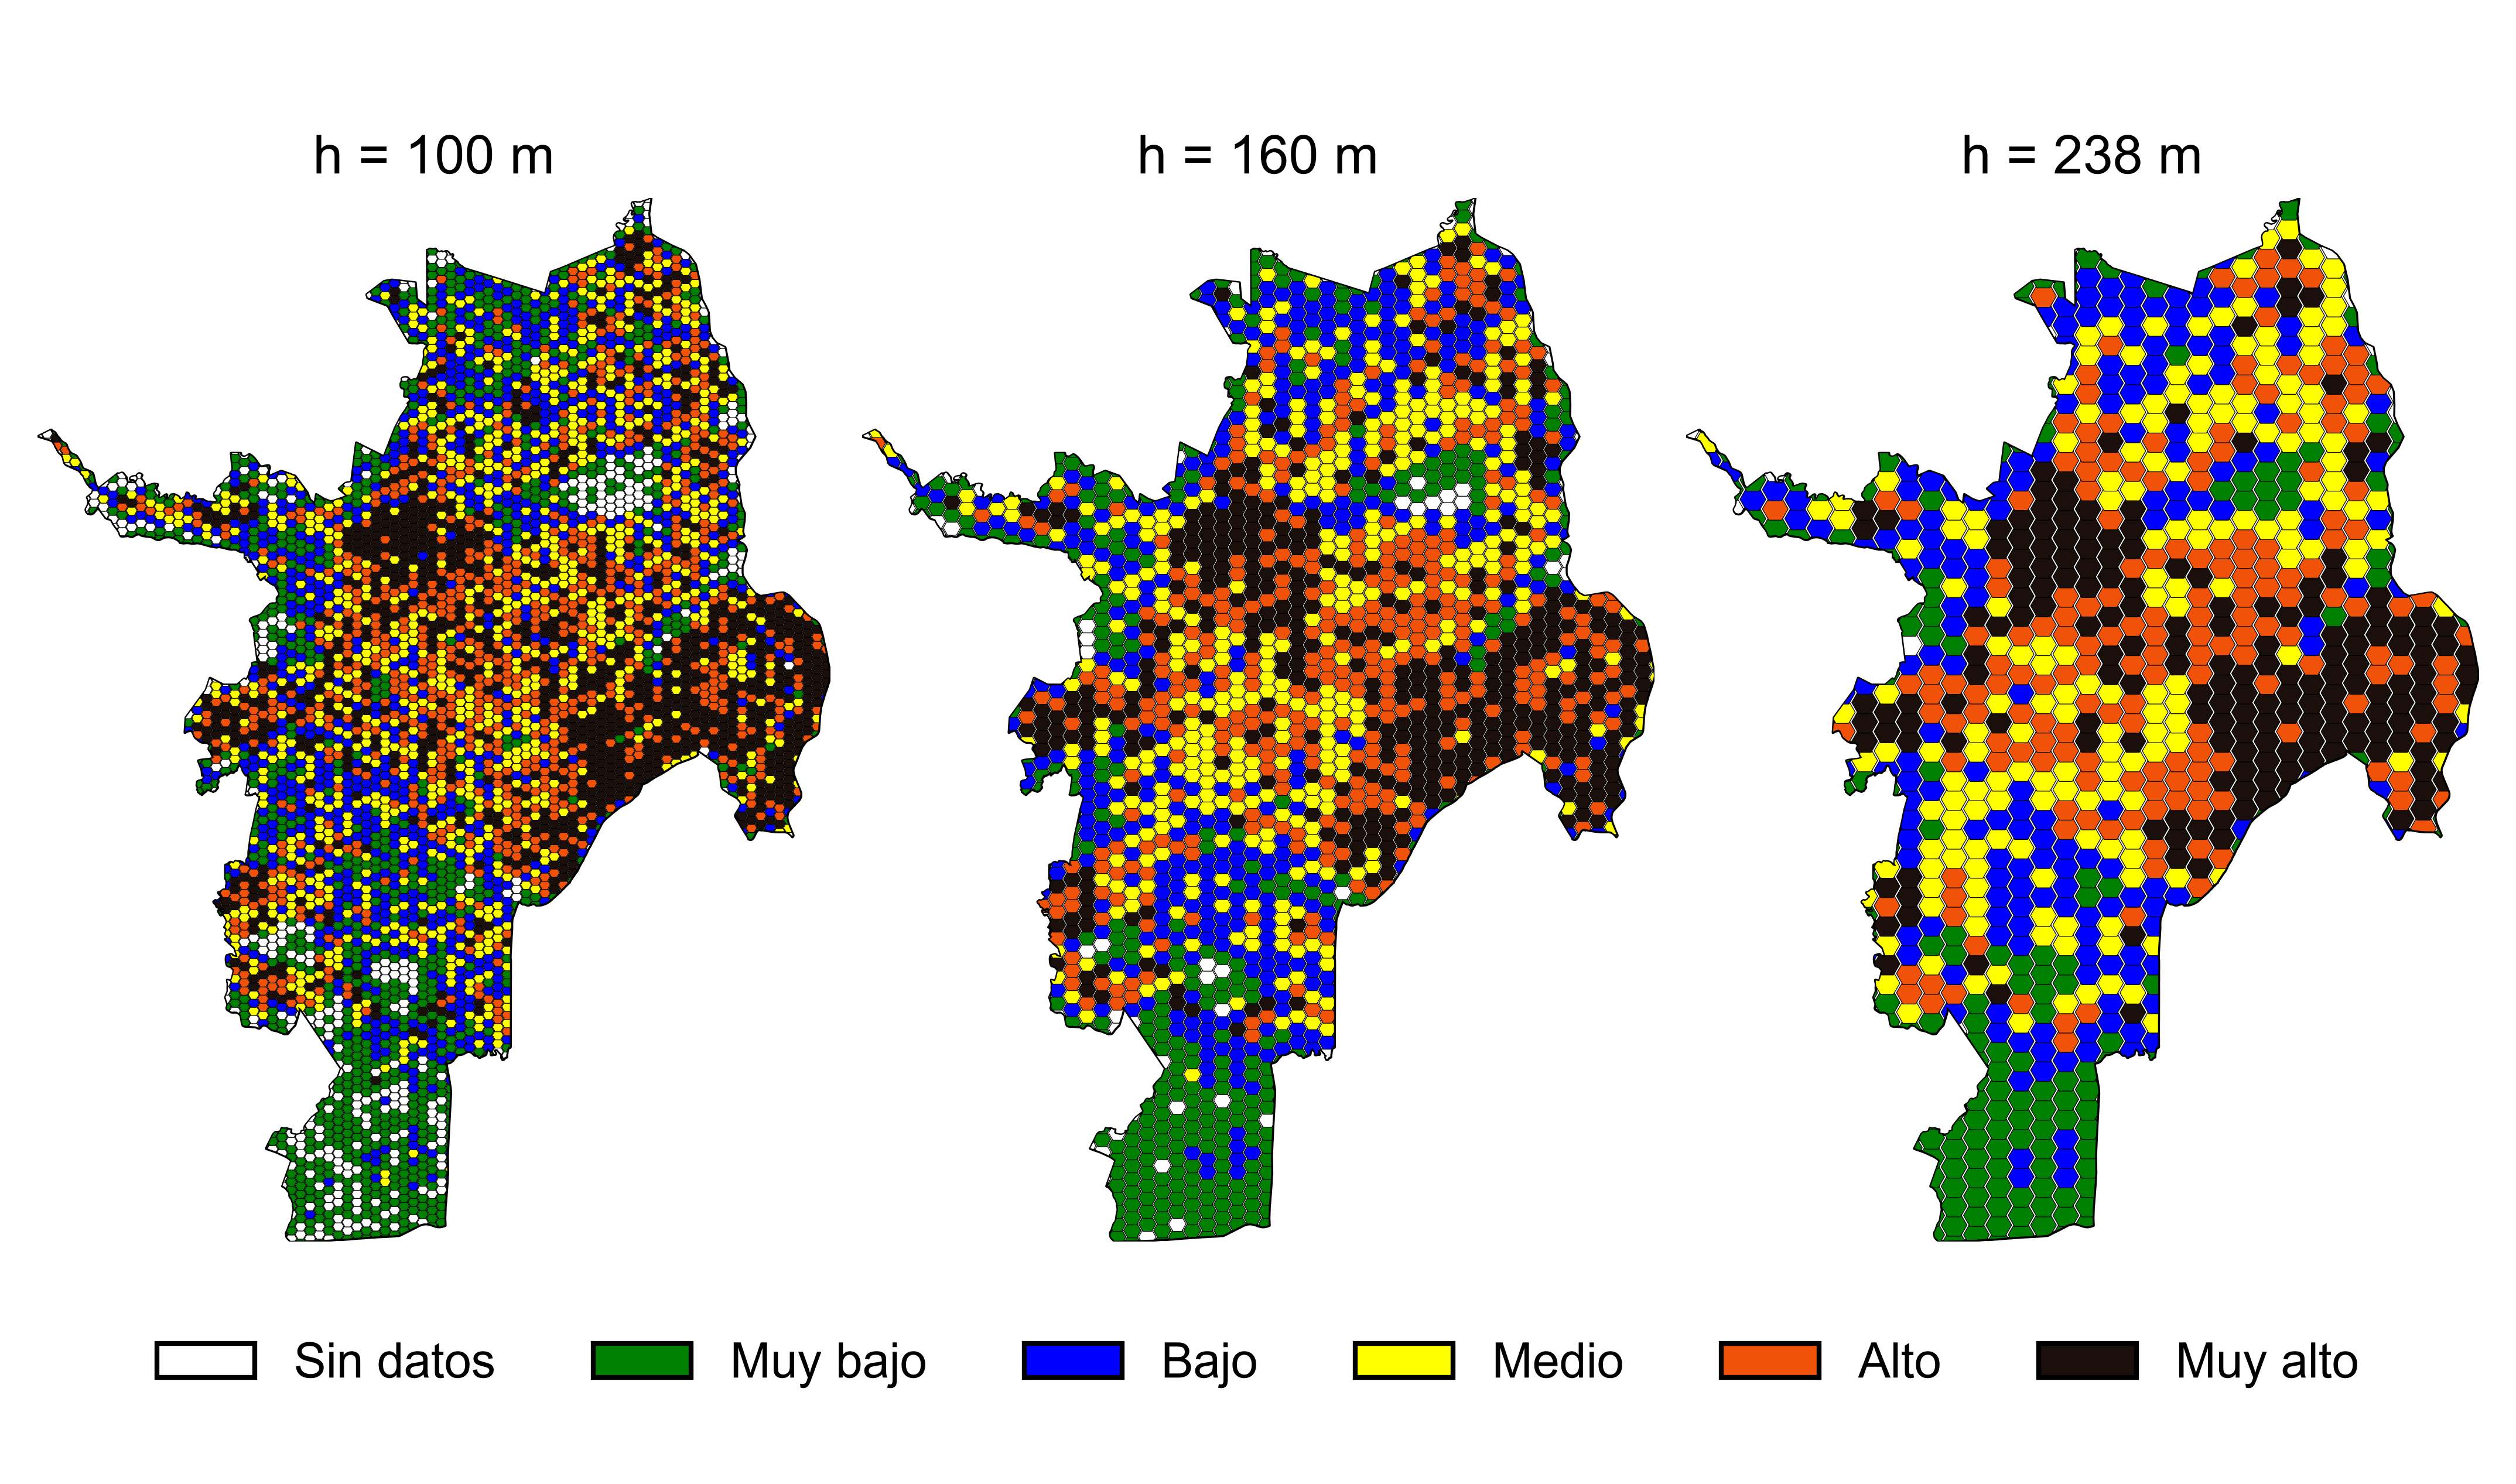 h = 100 m
h = 160 m
h = 238 m
Sin datos
Muy bajo
Bajo
Medio
Alto
Muy alto